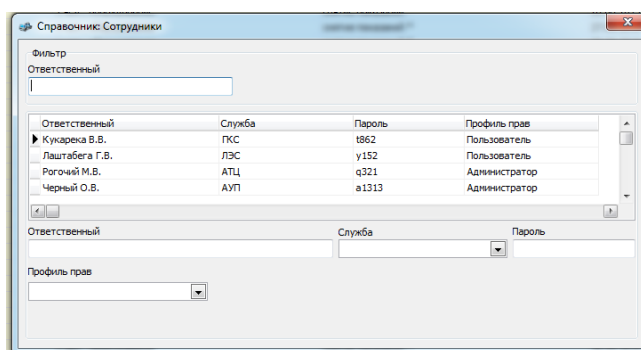 Справочник: Сотрудники
Фильтр
Ответственный
Ответственный Служба Пароль Профиль прав
Кукарека В.В. ГКС t862 Пользователь
Лаштабега Г.В. ЛЭС y152 Пользователь
Рогочий М.В. АТЦ q321 Администратор
Черный О.В. АУП a1313 Администратор
Ответственный Служба Пароль
Профиль прав